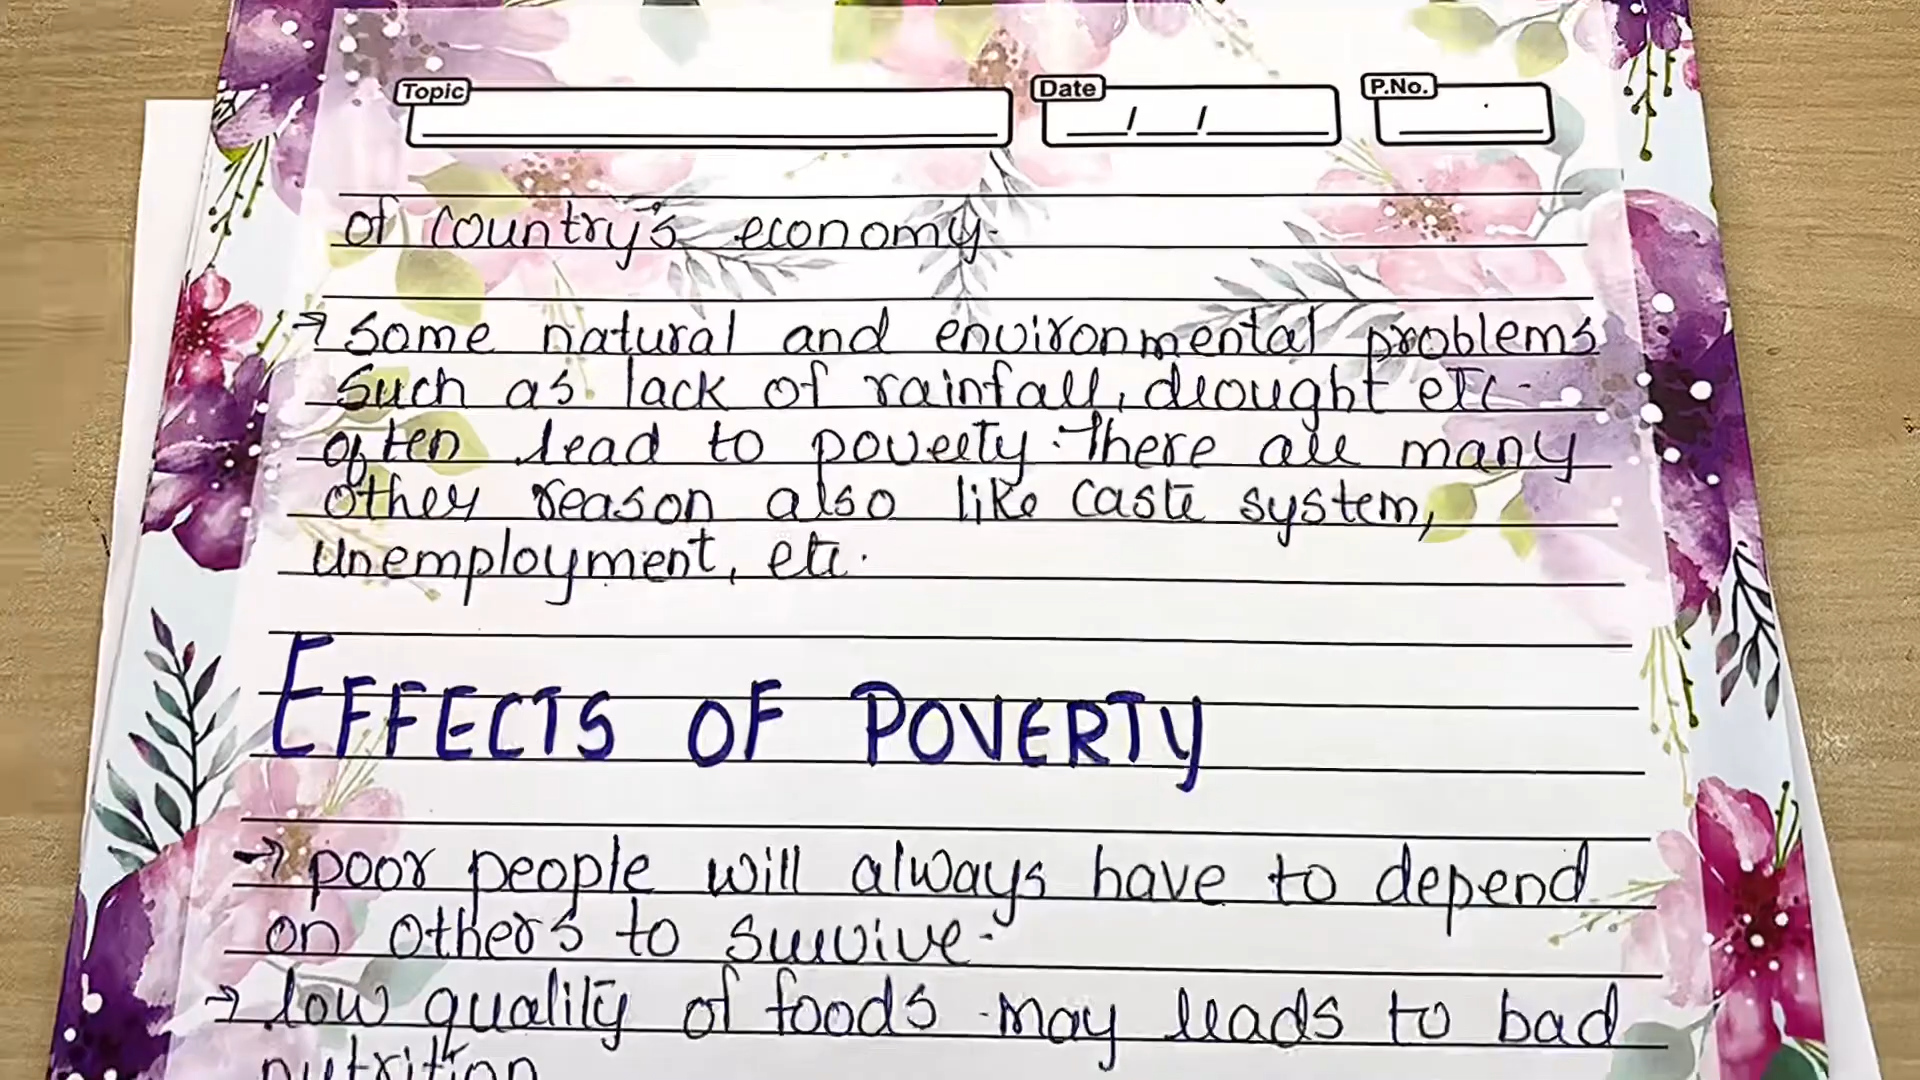 Topic
Date
P.No.
/ /
of country's economy.
→ Some natural and environmental problems
such as lack of rainfall, drought etc.
often lead to poverty. There are many
other reason also like caste system,
unemployment, etc.
EFFECTS OF POVERTY
→ poor people will always have to depend
on others to survive.
→ low quality of foods may leads to bad
nutrition